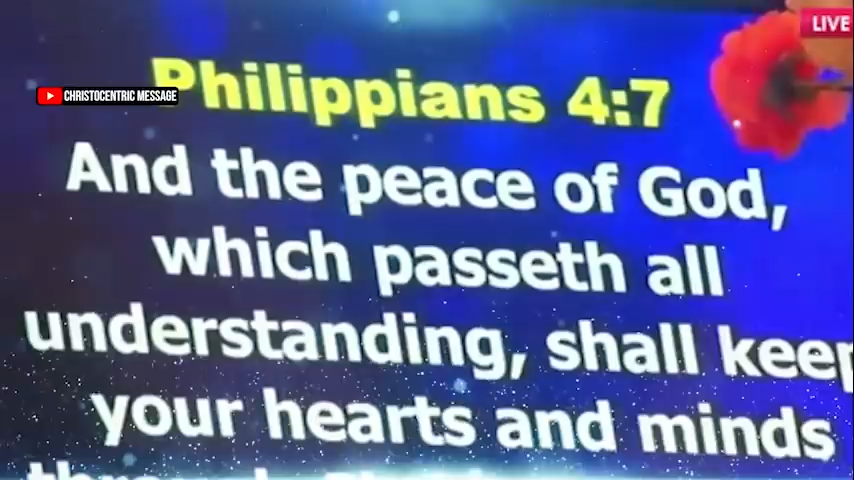 LIVE
Philippians 4:7
CHRISTOCENTRIC MESSAGE
And the peace of God,
which passeth all
understanding, shall keep
your hearts and minds